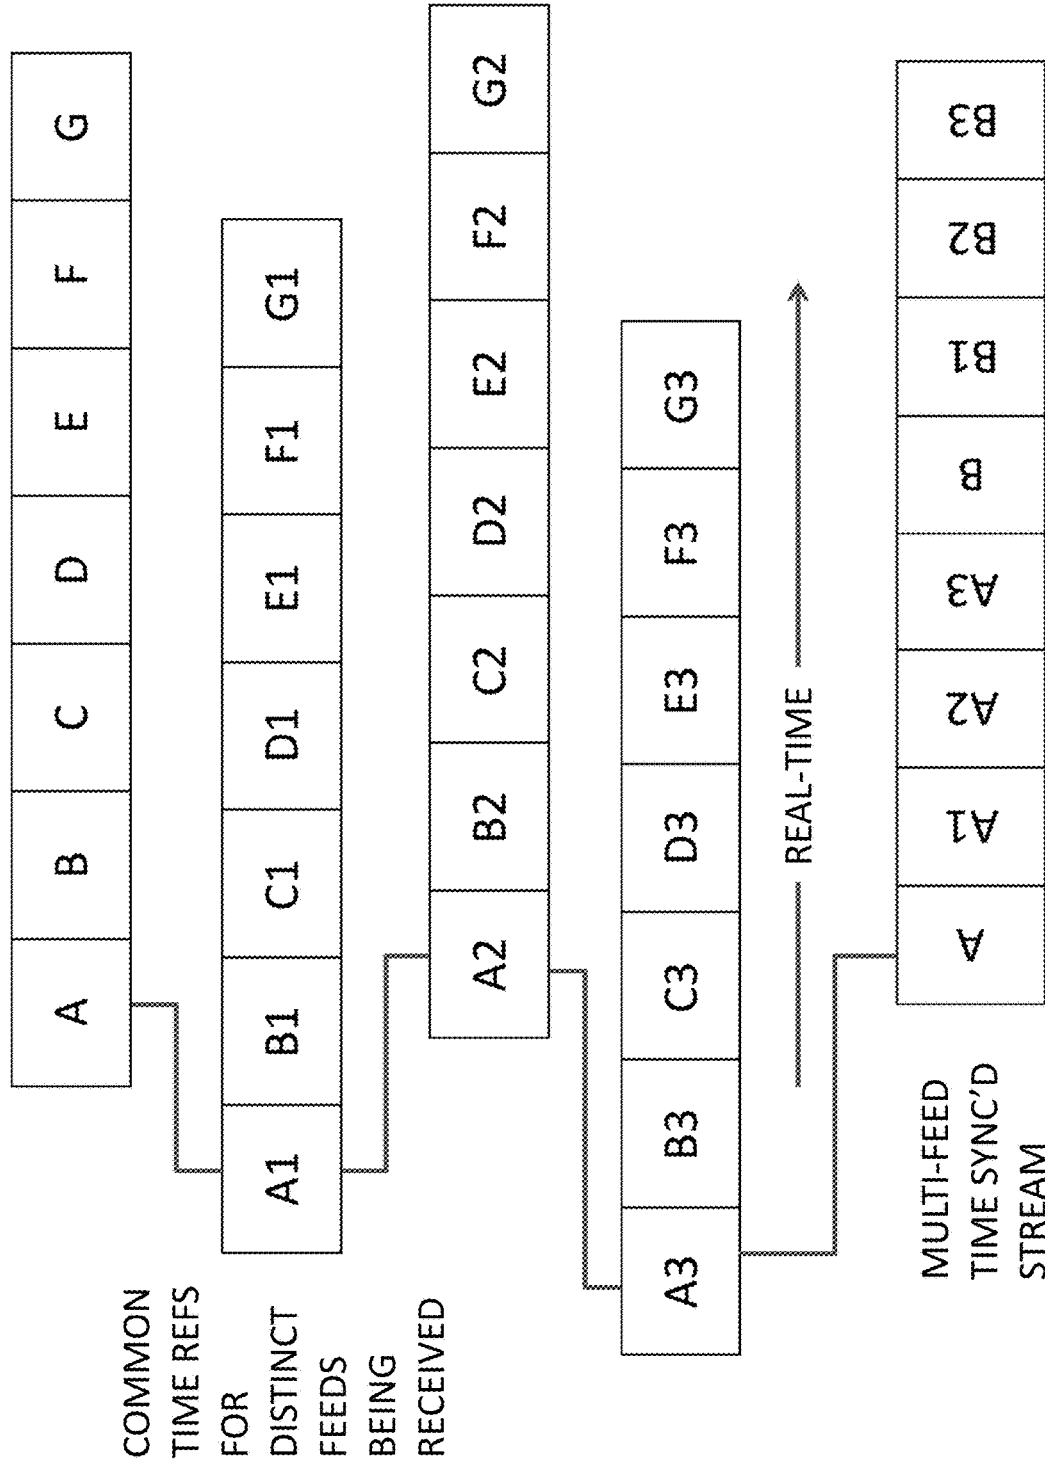 A B C D E F G
COMMON
TIME REFS
FOR
DISTINCT
FEEDS
BEING
RECEIVED
A1 B1 C1 D1 E1 F1 G1
A2 B2 C2 D2 E2 F2 G2
A3 B3 C3 D3 E3 F3 G3
REAL-TIME
MULTI-FEED
TIME SYNC'D
STREAM
A A1 A2 A3 B B1 B2 B3